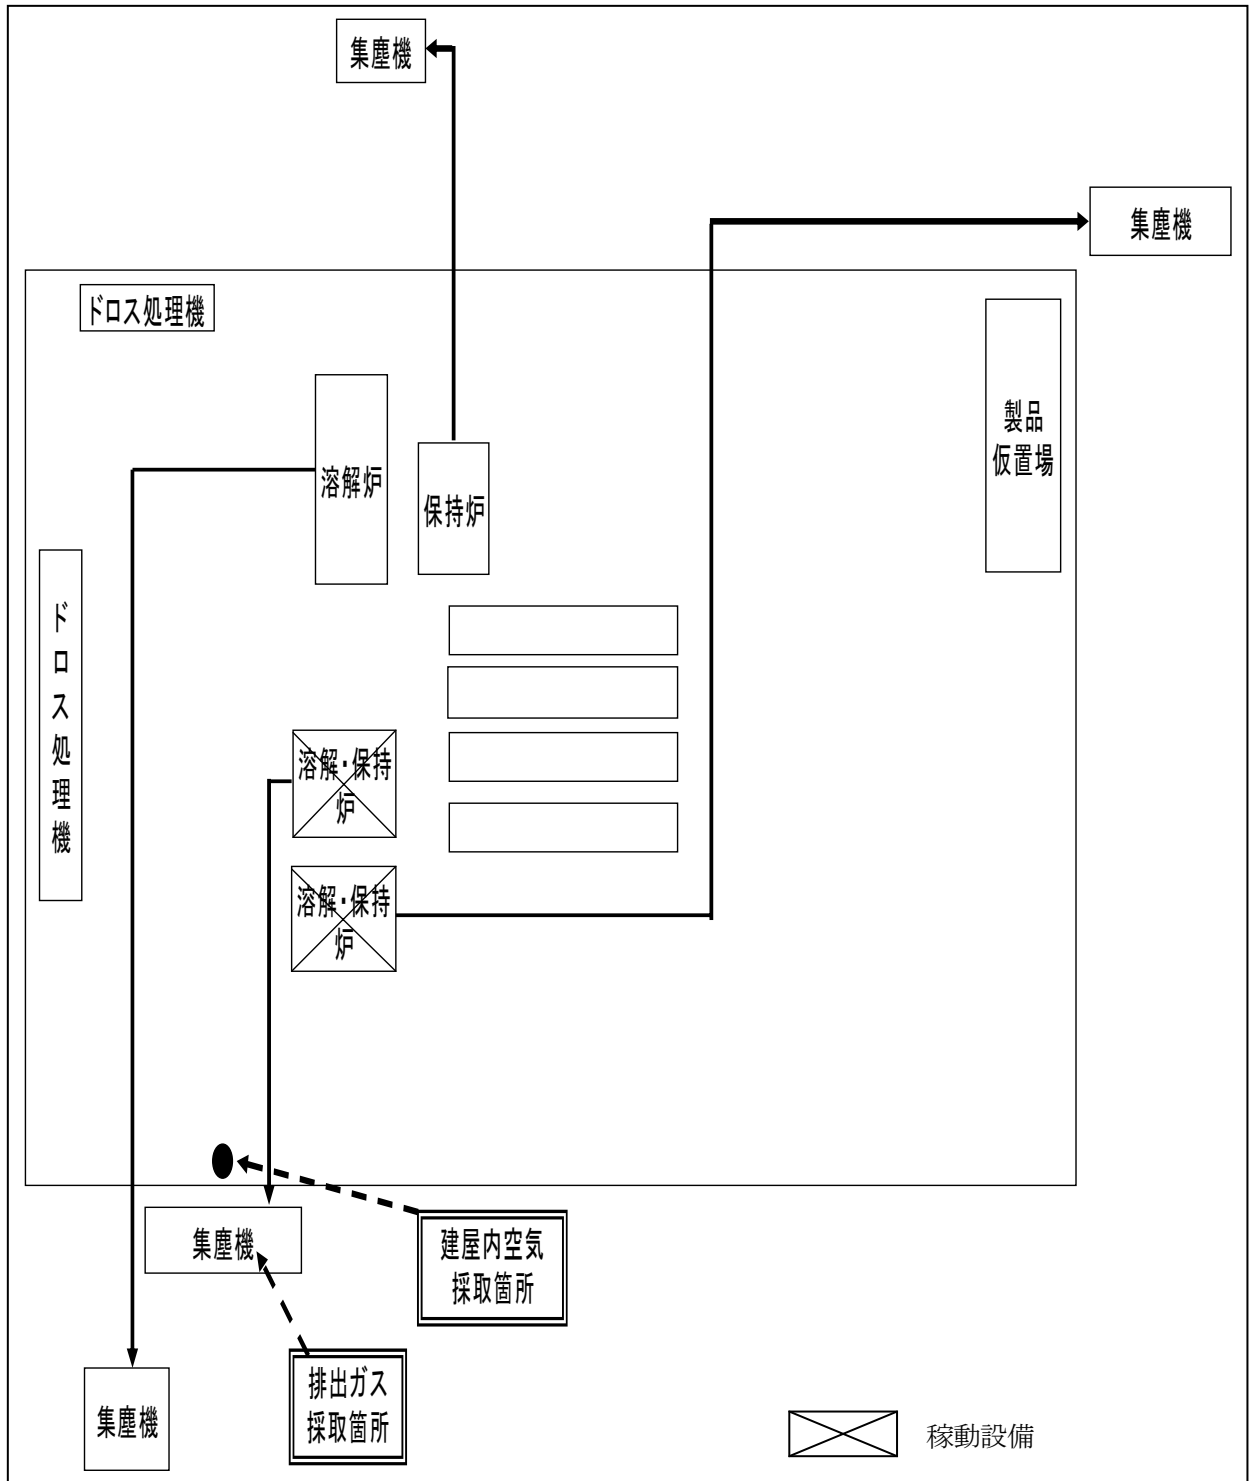 集塵機
集塵機
ドロス処理機
製品
仮置場
溶解炉
保持炉
ドロス処理機
溶解・保持
炉
溶解・保持
炉
集塵機
建屋内空気
採取箇所
排出ガス
採取箇所
集塵機
稼動設備